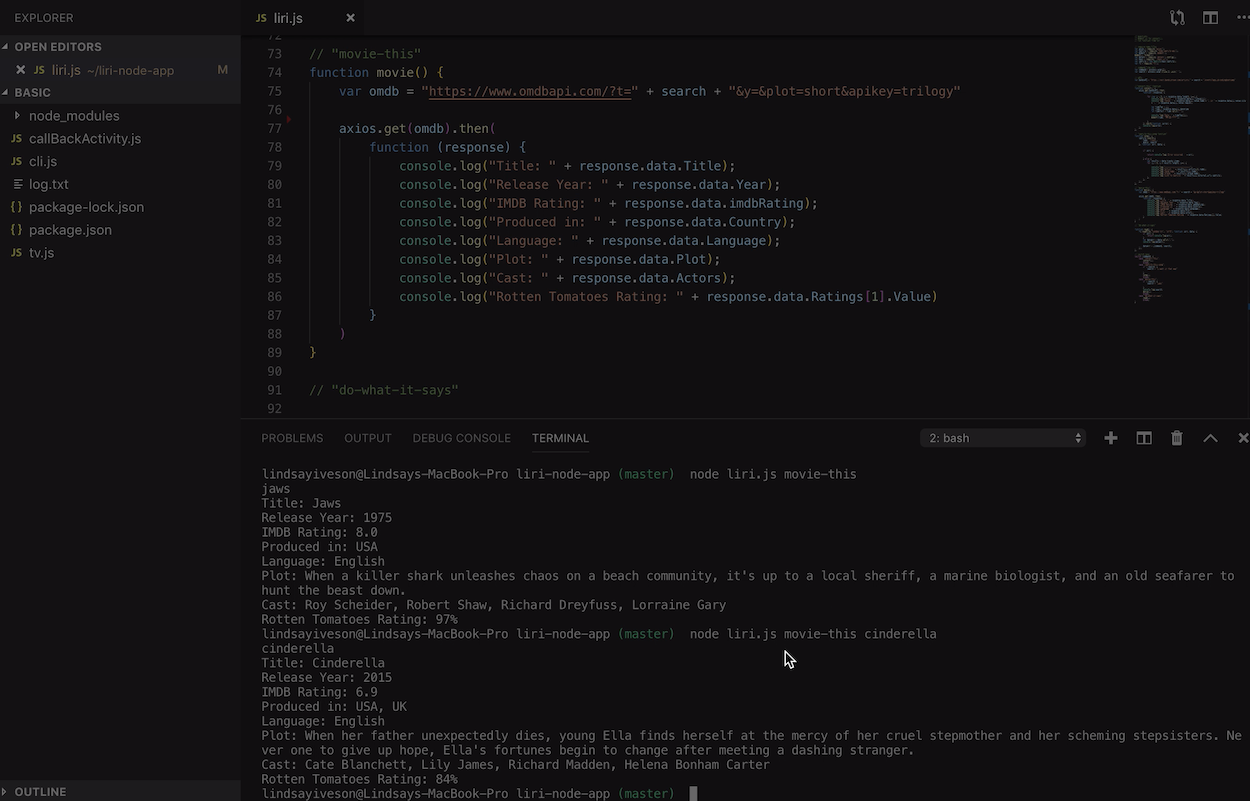 EXPLORER
OPEN EDITORS
JS liri.js ~/liri-node-app M
BASIC
node_modules
JS callBackActivity.js
JS cli.js
log.txt
{} package-lock.json
{} package.json
JS tv.js
OUTLINE
JS liri.js
72
73 // "movie-this"
74 function movie() {
75 var omdb = "https://www.omdbapi.com/?t=" + search + "&y=&plot=short&apikey=trilogy"
76
77 axios.get(omdb).then(
78 function (response) {
79 console.log("Title: " + response.data.Title);
80 console.log("Release Year: " + response.data.Year);
81 console.log("IMDB Rating: " + response.data.imdbRating);
82 console.log("Produced in: " + response.data.Country);
83 console.log("Language: " + response.data.Language);
84 console.log("Plot: " + response.data.Plot);
85 console.log("Cast: " + response.data.Actors);
86 console.log("Rotten Tomatoes Rating: " + response.data.Ratings[1].Value)
87 }
88 )
89 }
90
91 // "do-what-it-says"
92
PROBLEMS OUTPUT DEBUG CONSOLE TERMINAL 2: bash
lindsayiveson@Lindsays-MacBook-Pro liri-node-app (master) node liri.js movie-this
jaws
Title: Jaws
Release Year: 1975
IMDB Rating: 8.0
Produced in: USA
Language: English
Plot: When a killer shark unleashes chaos on a beach community, it's up to a local sheriff, a marine biologist, and an old seafarer to
hunt the beast down.
Cast: Roy Scheider, Robert Shaw, Richard Dreyfuss, Lorraine Gary
Rotten Tomatoes Rating: 97%
lindsayiveson@Lindsays-MacBook-Pro liri-node-app (master) node liri.js movie-this cinderella
cinderella
Title: Cinderella
Release Year: 2015
IMDB Rating: 6.9
Produced in: USA, UK
Language: English
Plot: When her father unexpectedly dies, young Ella finds herself at the mercy of her cruel stepmother and her scheming stepsisters. Ne
ver one to give up hope, Ella's fortunes begin to change after meeting a dashing stranger.
Cast: Cate Blanchett, Lily James, Richard Madden, Helena Bonham Carter
Rotten Tomatoes Rating: 84%
lindsayiveson@Lindsays-MacBook-Pro liri-node-app (master)